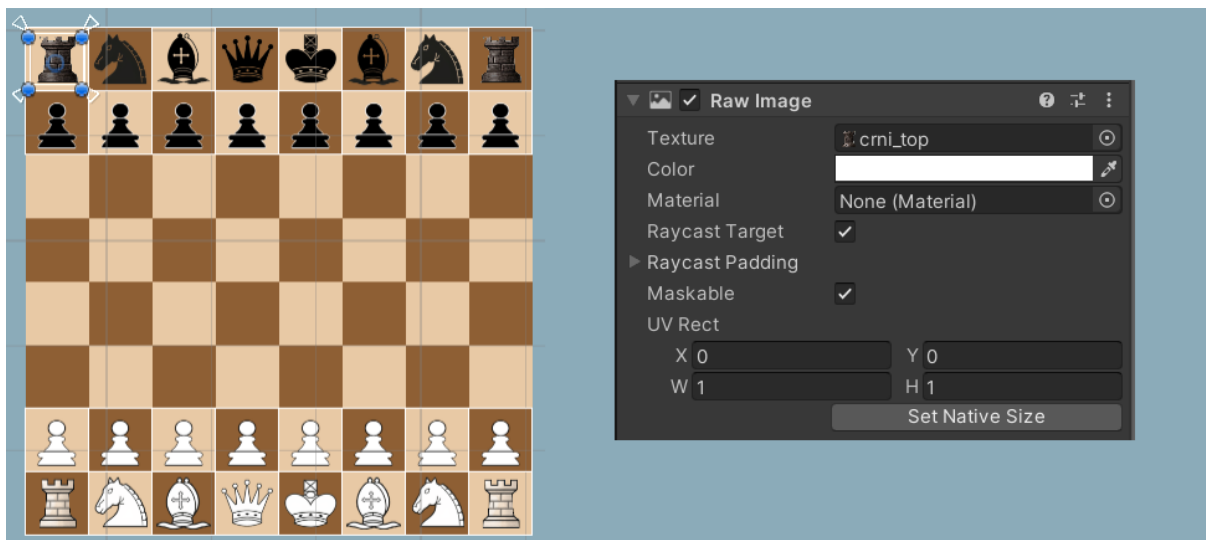 Raw Image
Texture crni_top
Color
Material None (Material)
Raycast Target
Raycast Padding
Maskable
UV Rect
X 0 Y 0
W 1 H 1
Set Native Size